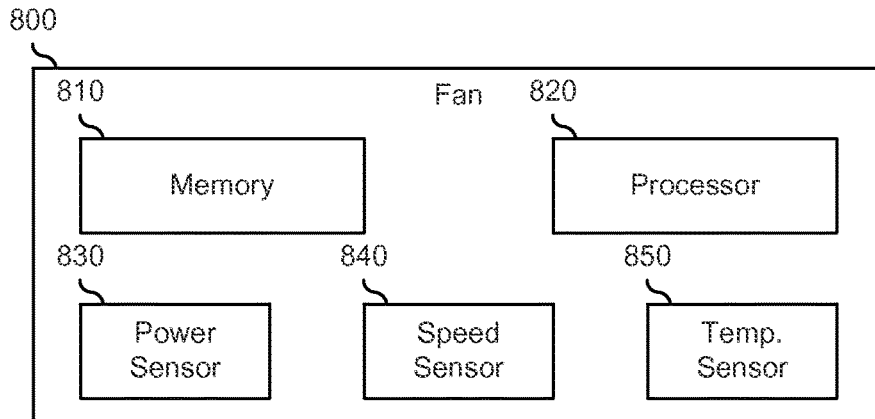 800
810 Fan 820
Memory Processor
830 840 850
Power Speed Temp.
Sensor Sensor Sensor